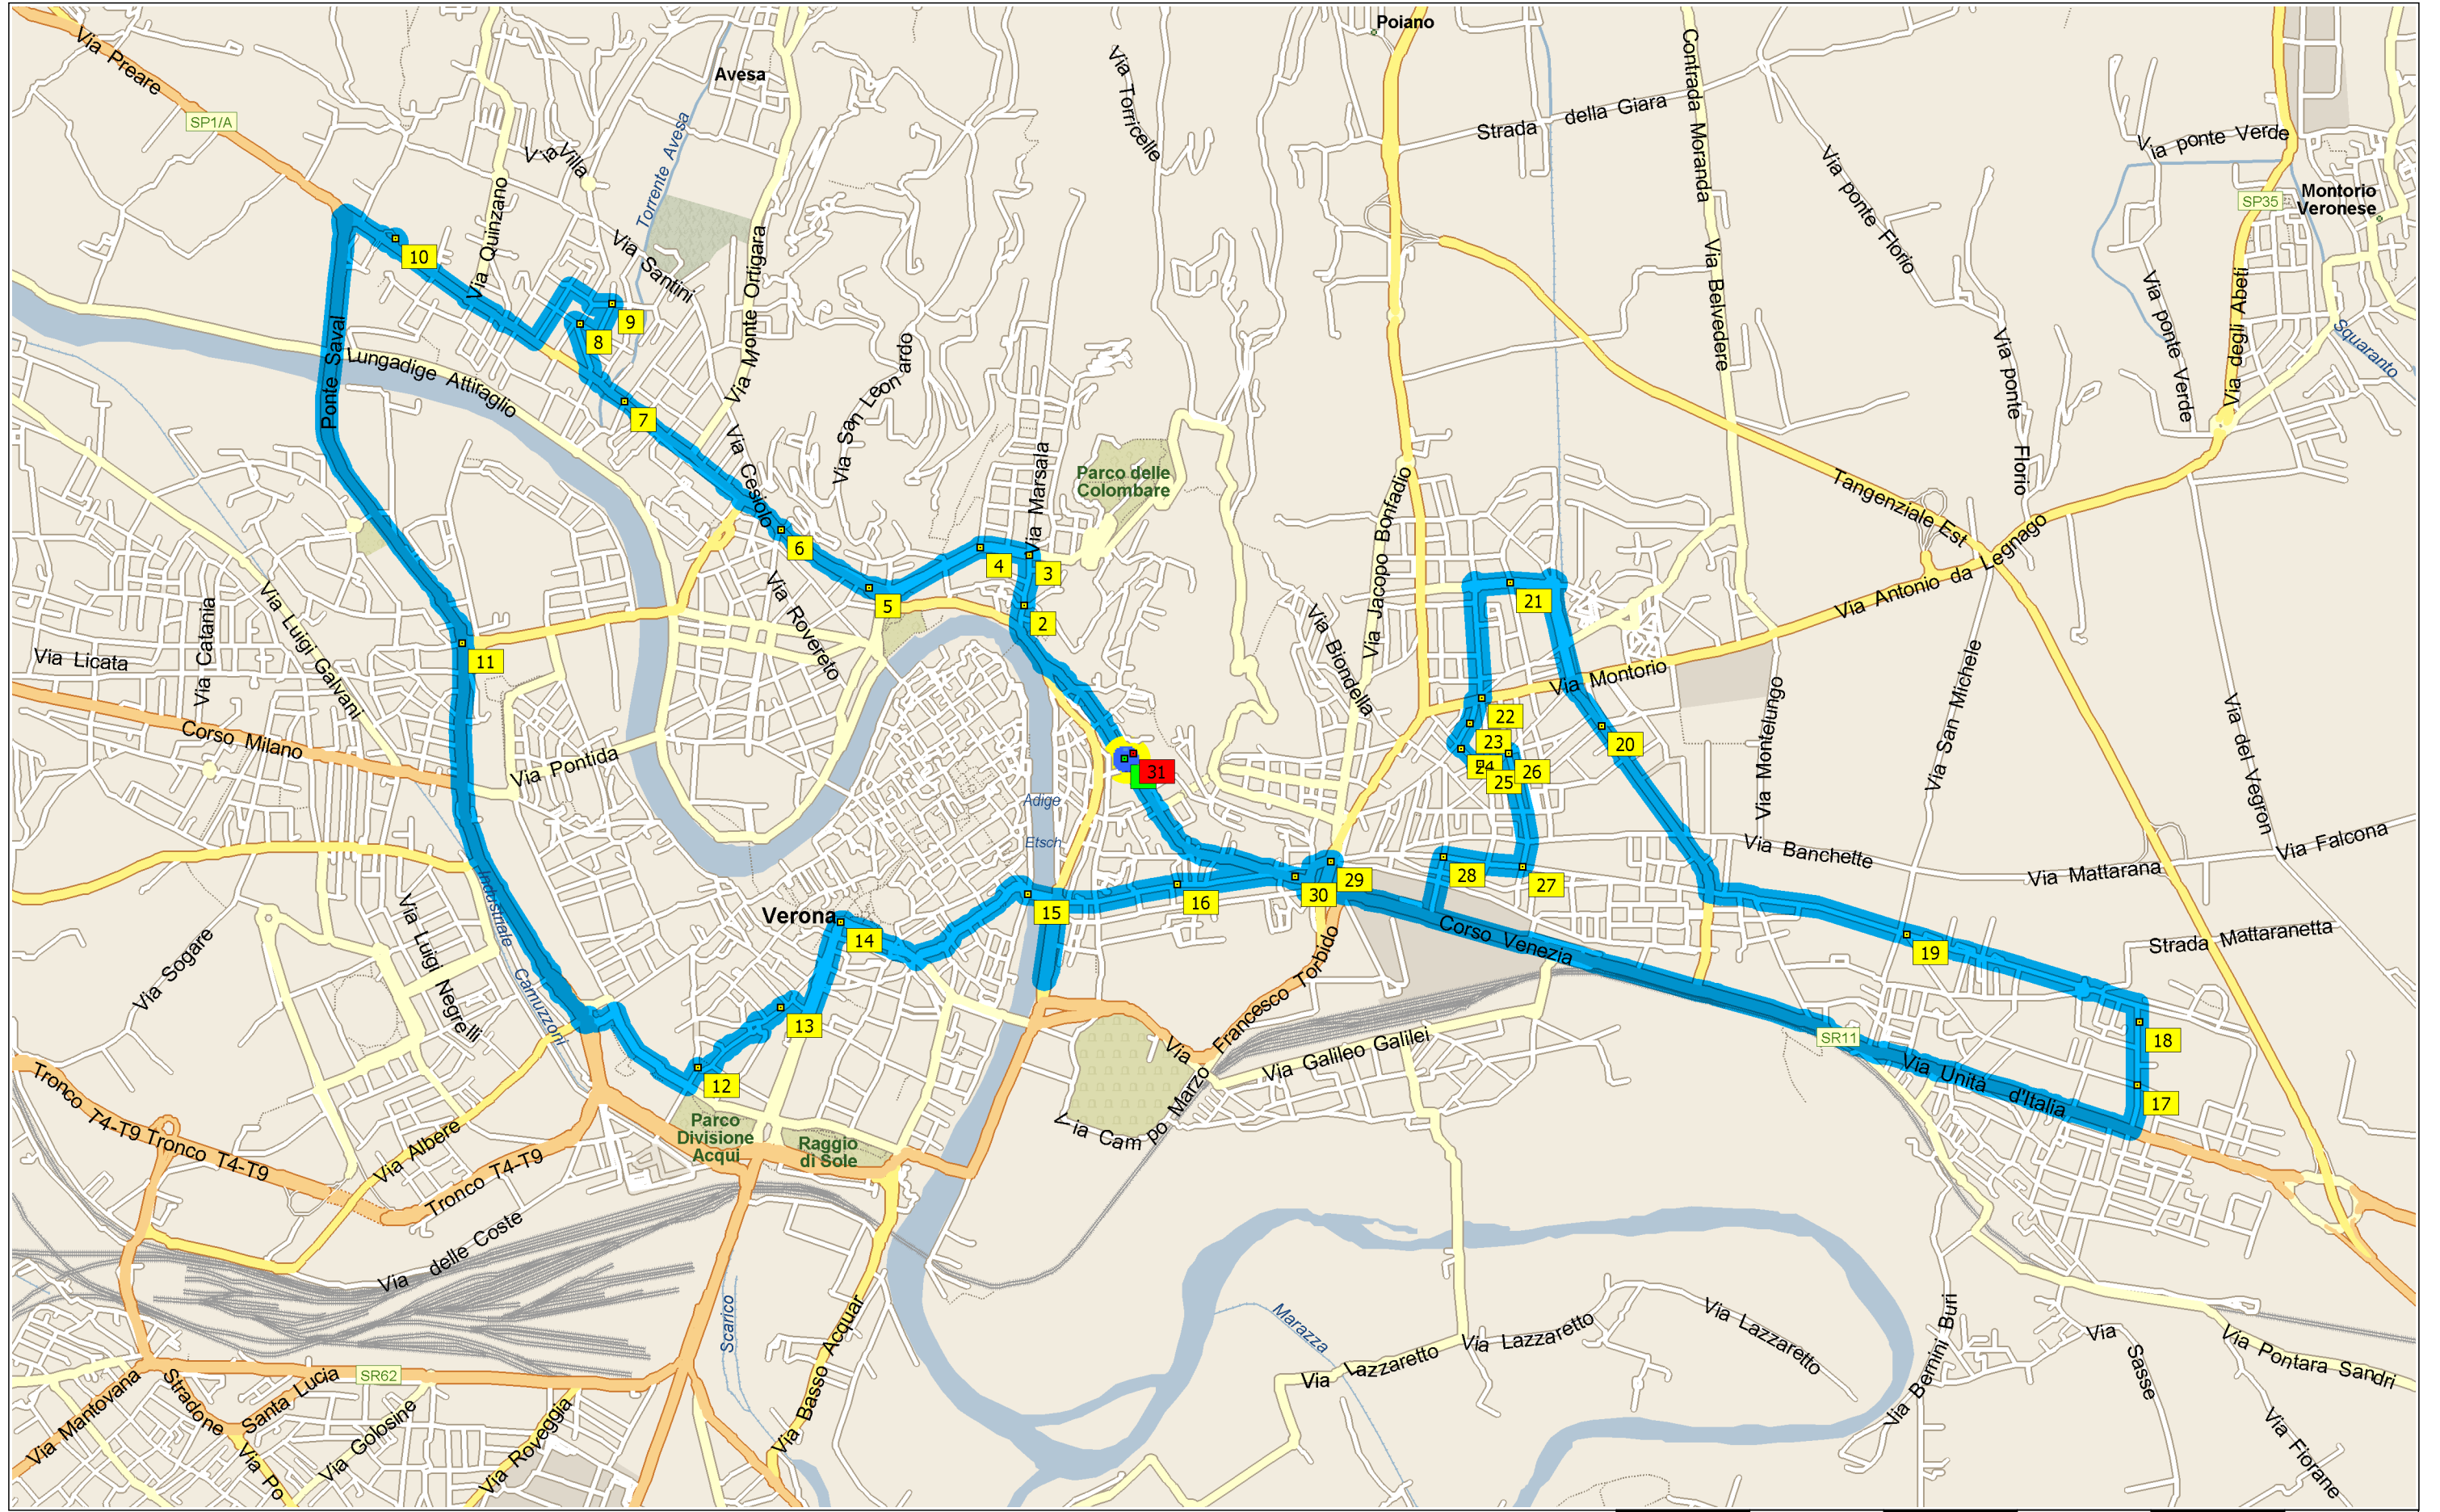 Poiano
Via Preare
Avesa
SP1/A
Via Torricelle
Contrada Moranda
Strada della Giara
Via ponte Verde
Via Villa
Torrente Avesa
Via ponte Florio
Montorio
Veronese
SP35
Via Quinzano
Via Santini
Via Monte Ortigara
10
Via Belvedere
Via ponte Verde
Via degli Abeti
Squaranto
9
8
Ponte Saval
Lungadige Attiraglio
Via San Leonardo
Via ponte Florio
7
Via Cesiolo
Via Marsala
Parco delle
Colombare
Via Jacopo Bonfadio
Tangenziale Est
6
4
3
5
2
21
Via Luigi Galvani
Via Rovereto
Via Biondella
Via Antonio da Legnago
Via Catania
Via Licata
11
Via Montorio
Via San Michele
Via Montelungo
Via del Vegron
22
23
20
Corso Milano
Via Pontida
24
25
26
31
Adige
Etsch
Via Banchette
Via Falcona
Via Mattarana
28
27
29
30
16
15
Verona
14
Industriale Camuzzoni
Via Luigi Negrelli
Via Sogare
Corso Venezia
19
Strada Mattaranetta
Via Francesco Torbido
13
SR11
18
Via Galileo Galilei
Via Unità d'Italia
17
12
Tronco T4-T9
Tronco T4-T9
Via Albere
Tronco T4-T9
Parco
Divisione
Acqui
Raggio
di Sole
Via Campo Marzo
Via delle Coste
Scarico
Via Basso Acquar
Marazza
Via Lazzaretto
Via Lazzaretto
Via Lazzaretto
Via Bernini Buri
Via Sasse
Via Pontara Sandri
SR62
Via Mantovana
Stradone Santa Lucia
Via Po
Via Golosine
Via Roveggia
Via Fiorane